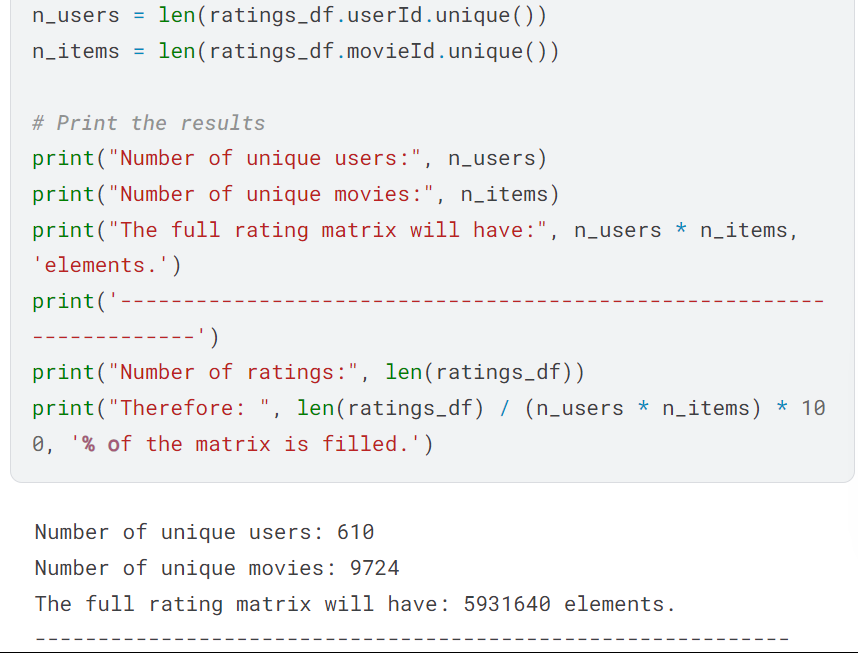 n_users = len(ratings_df.userId.unique())
n_items = len(ratings_df.movieId.unique())
# Print the results
print("Number of unique users:", n_users)
print("Number of unique movies:", n_items)
print("The full rating matrix will have:", n_users * n_items,
'elements.')
print('--------------------------------------------------------
-------------')
print("Number of ratings:", len(ratings_df))
print("Therefore: ", len(ratings_df) / (n_users * n_items) * 10
0, '% of the matrix is filled.')
Number of unique users: 610
Number of unique movies: 9724
The full rating matrix will have: 5931640 elements.
------------------------------------------------------------